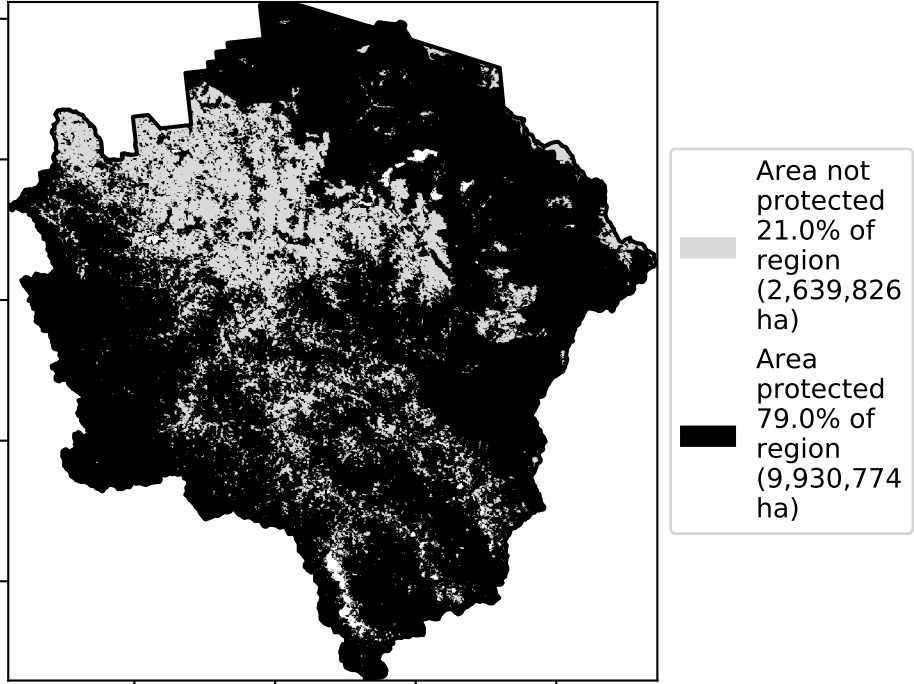 Area not
protected
21.0% of
region
(2,639,826
ha)
Area
protected
79.0% of
region
(9,930,774
ha)